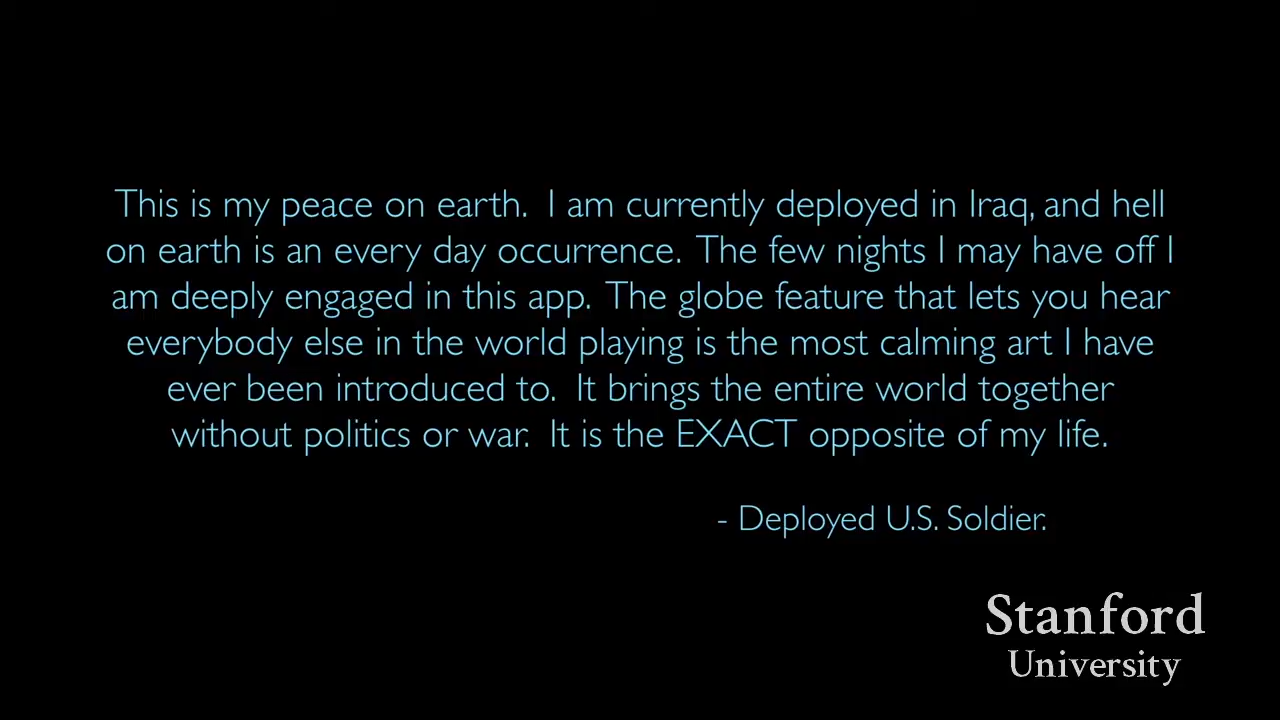 This is my peace on earth.  I am currently deployed in Iraq, and hell
on earth is an every day occurrence.  The few nights I may have off I
am deeply engaged in this app.  The globe feature that lets you hear
everybody else in the world playing is the most calming art I have
ever been introduced to.  It brings the entire world together
without politics or war.  It is the EXACT opposite of my life.
- Deployed U.S. Soldier.
Stanford
University